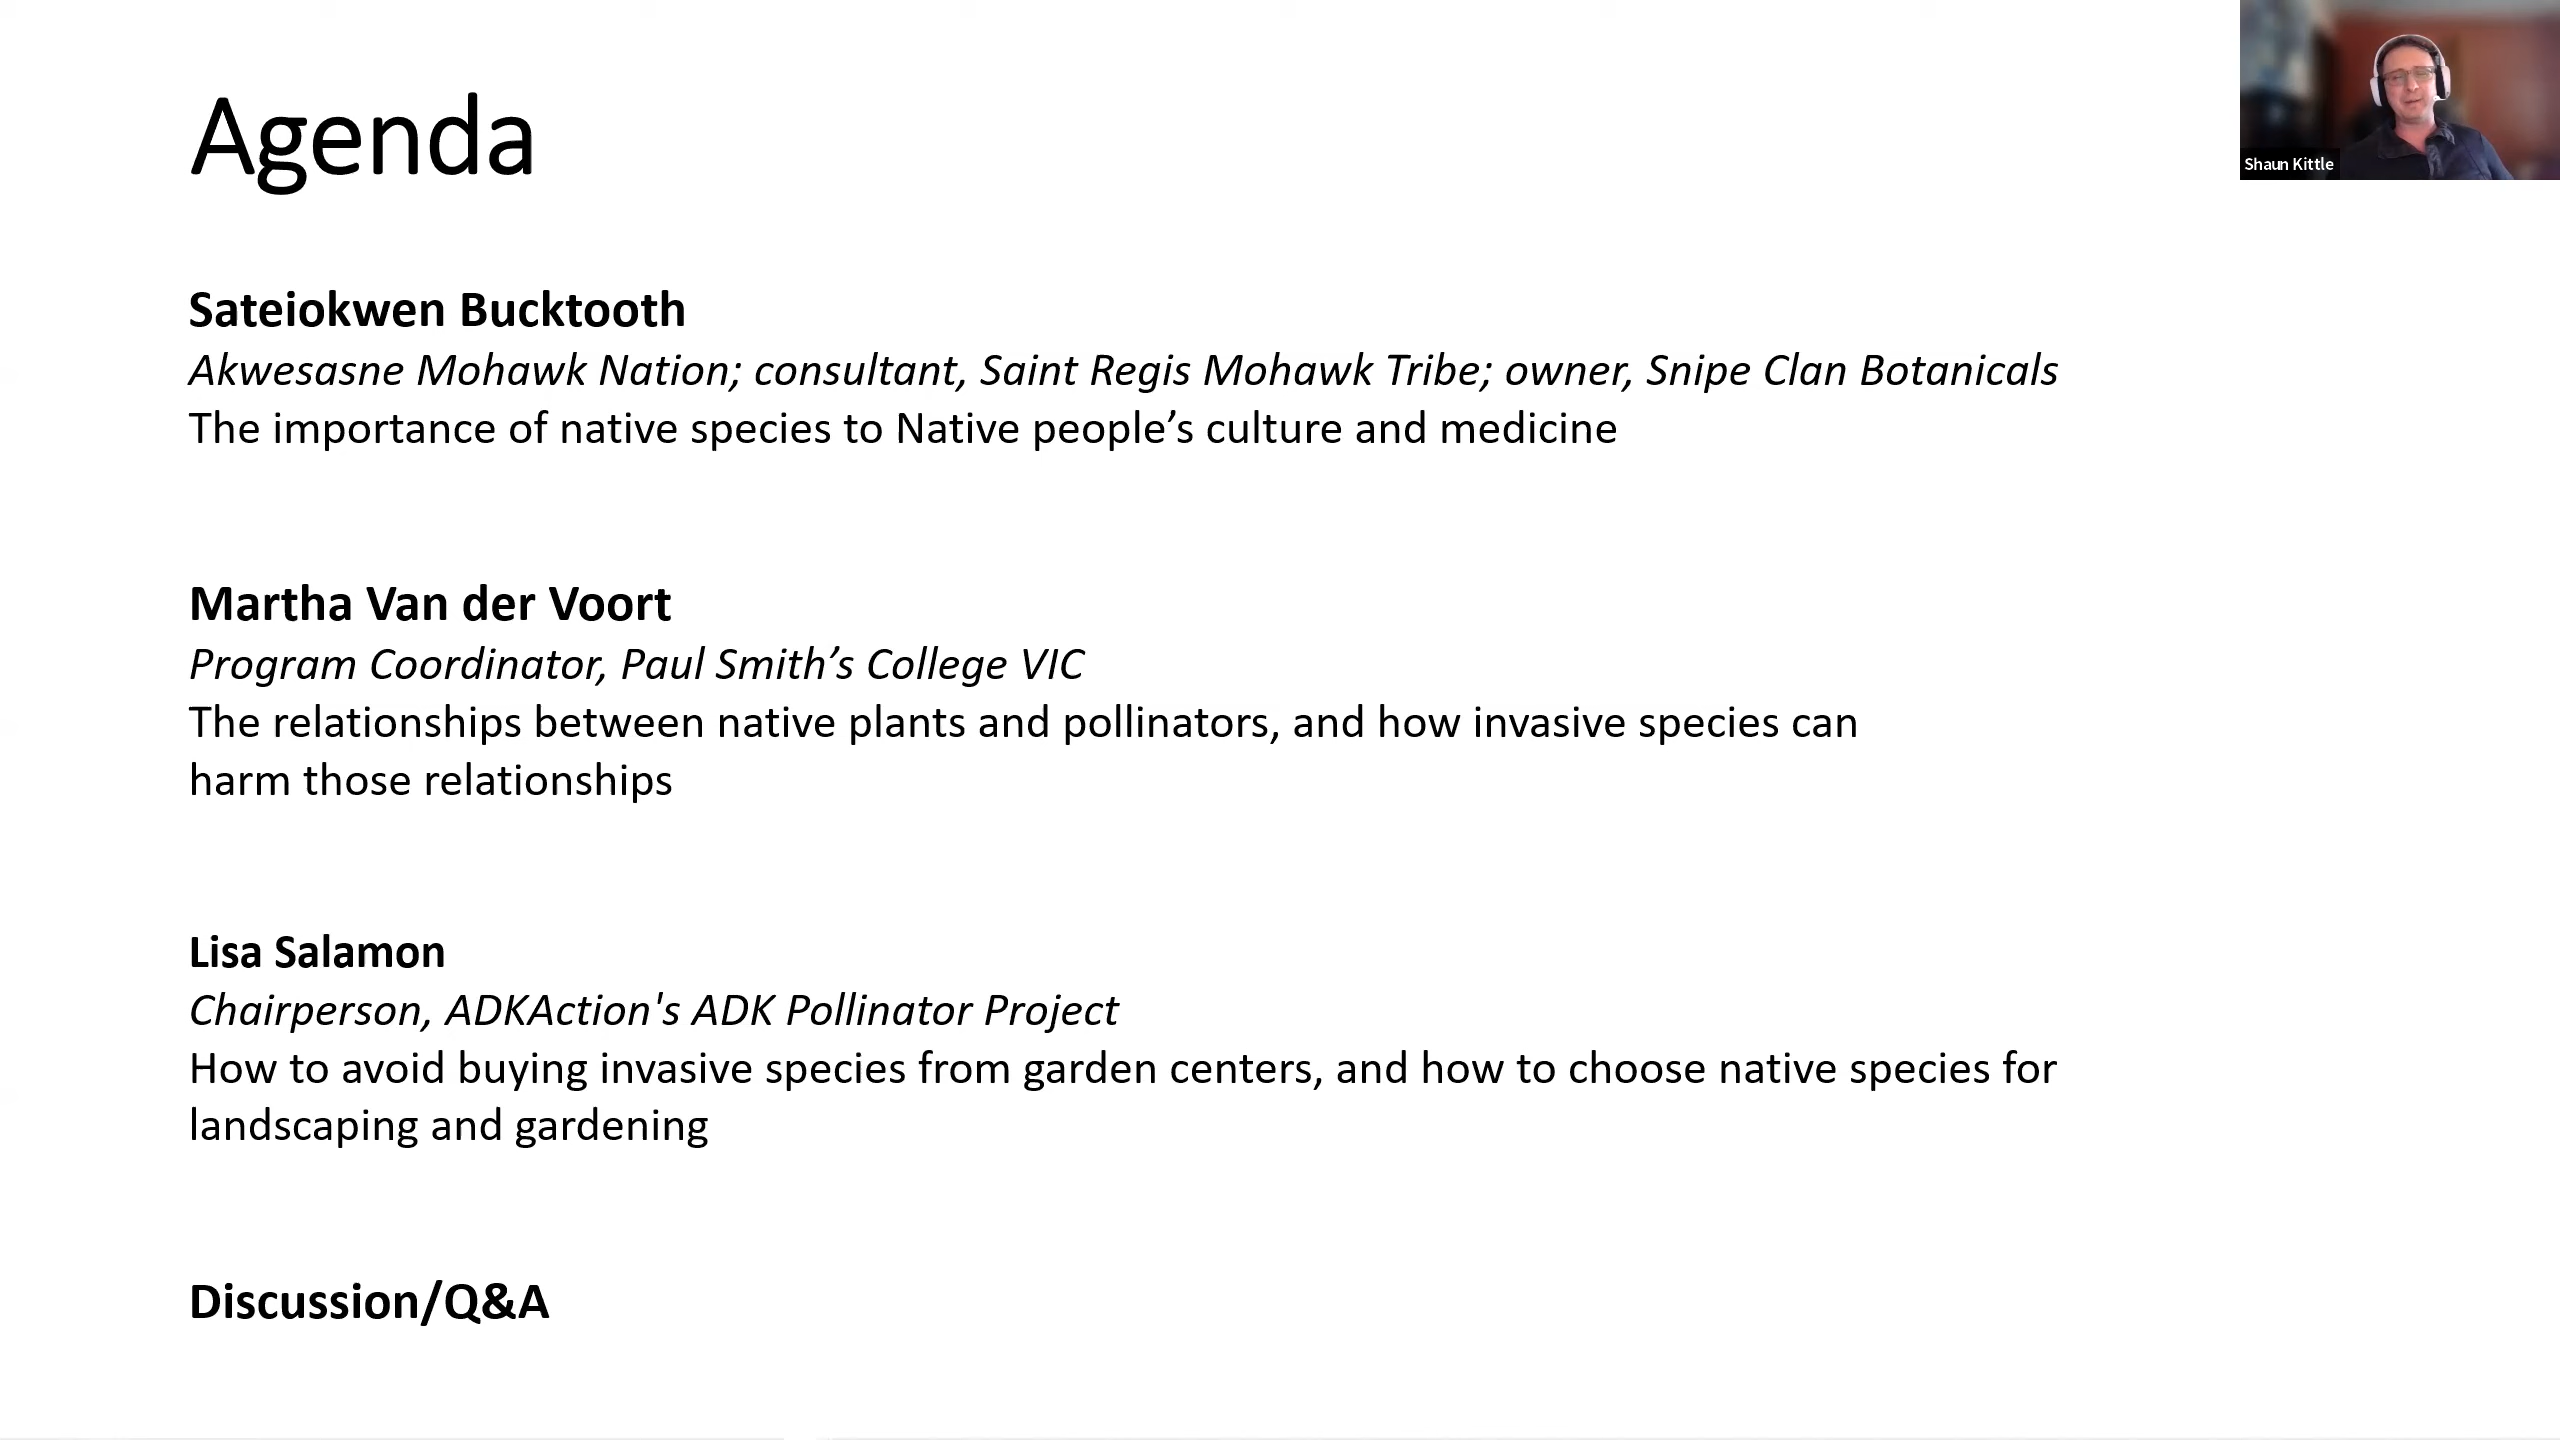 Agenda
Shaun Kittle
Sateiokwen Bucktooth
Akwesasne Mohawk Nation; consultant, Saint Regis Mohawk Tribe; owner, Snipe Clan Botanicals
The importance of native species to Native people’s culture and medicine
Martha Van der Voort
Program Coordinator, Paul Smith’s College VIC
The relationships between native plants and pollinators, and how invasive species can
harm those relationships
Lisa Salamon
Chairperson, ADKAction's ADK Pollinator Project
How to avoid buying invasive species from garden centers, and how to choose native species for
landscaping and gardening
Discussion/Q&A